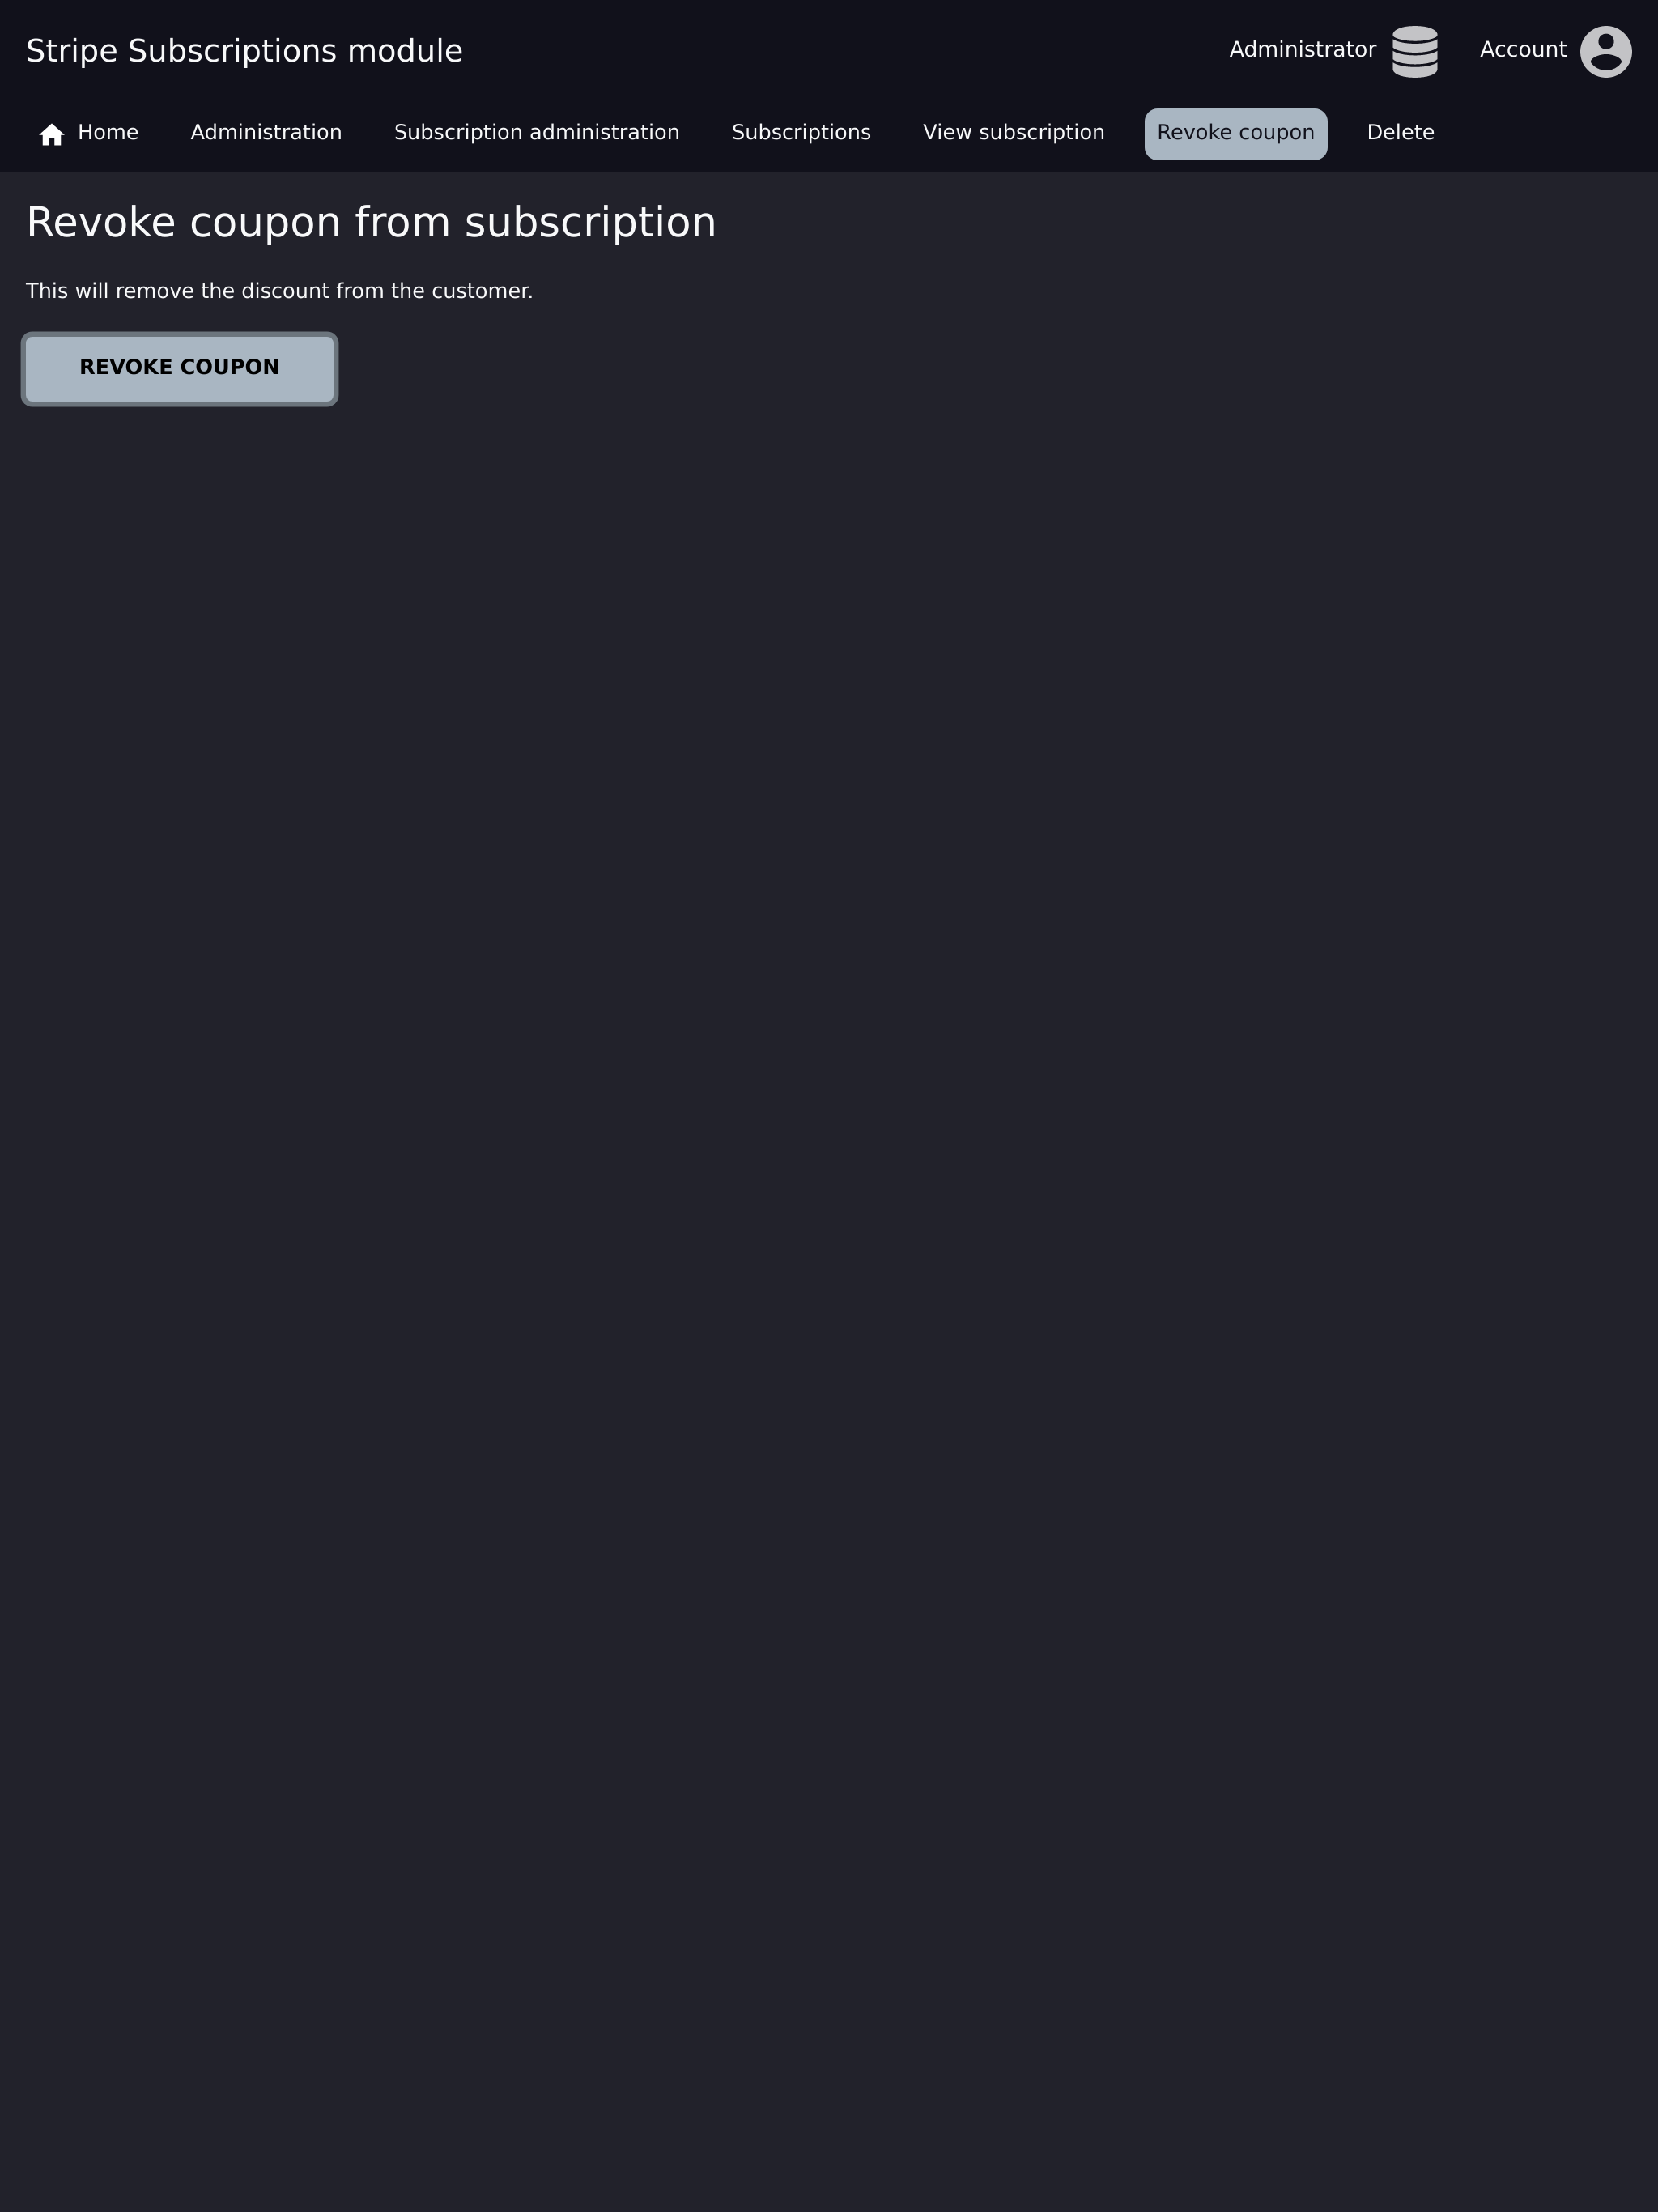 Stripe Subscriptions module
Administrator
Account
Home
Administration
Subscription administration
Subscriptions
View subscription
Revoke coupon
Delete
Revoke coupon from subscription
This will remove the discount from the customer.
REVOKE COUPON